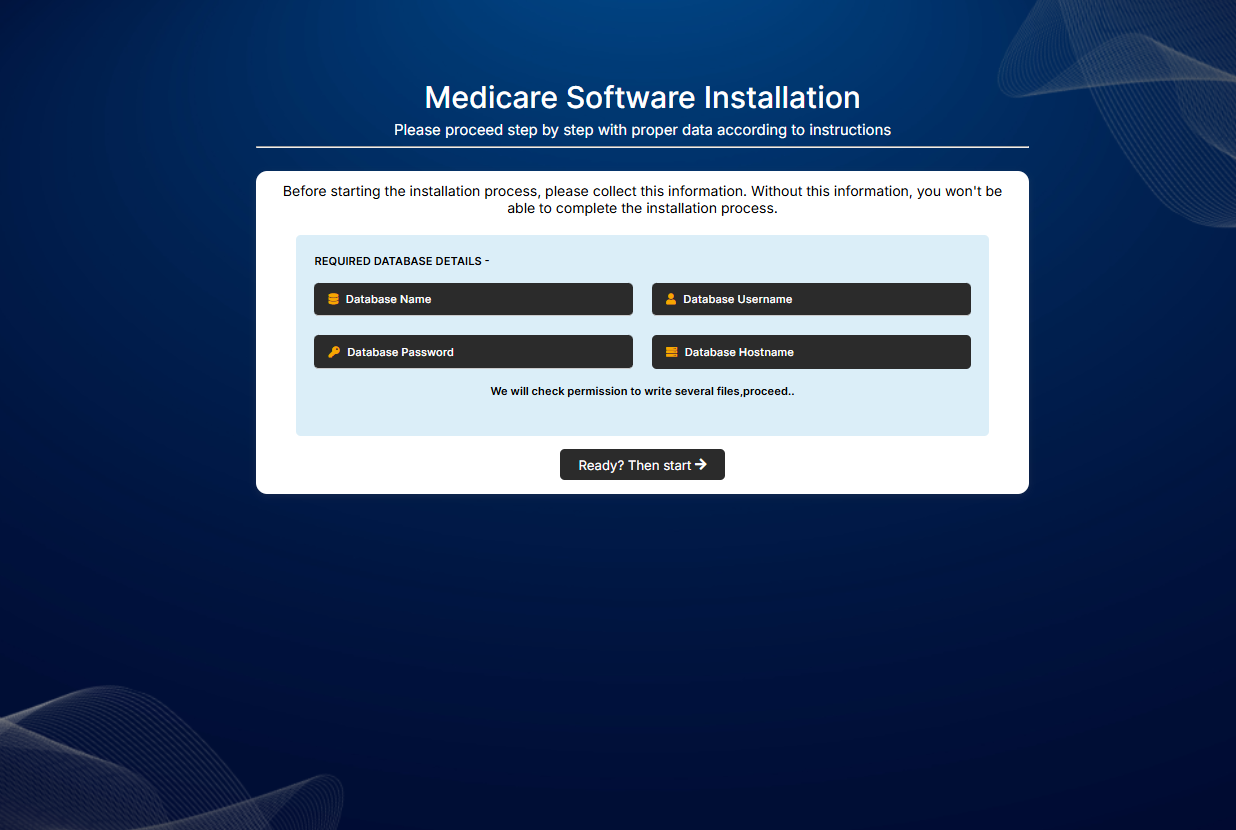 Medicare Software Installation
Please proceed step by step with proper data according to instructions
Before starting the installation process, please collect this information. Without this information, you won't be
able to complete the installation process.
REQUIRED DATABASE DETAILS -
Database Name
Database Username
Database Password
Database Hostname
We will check permission to write several files,proceed..
Ready? Then start